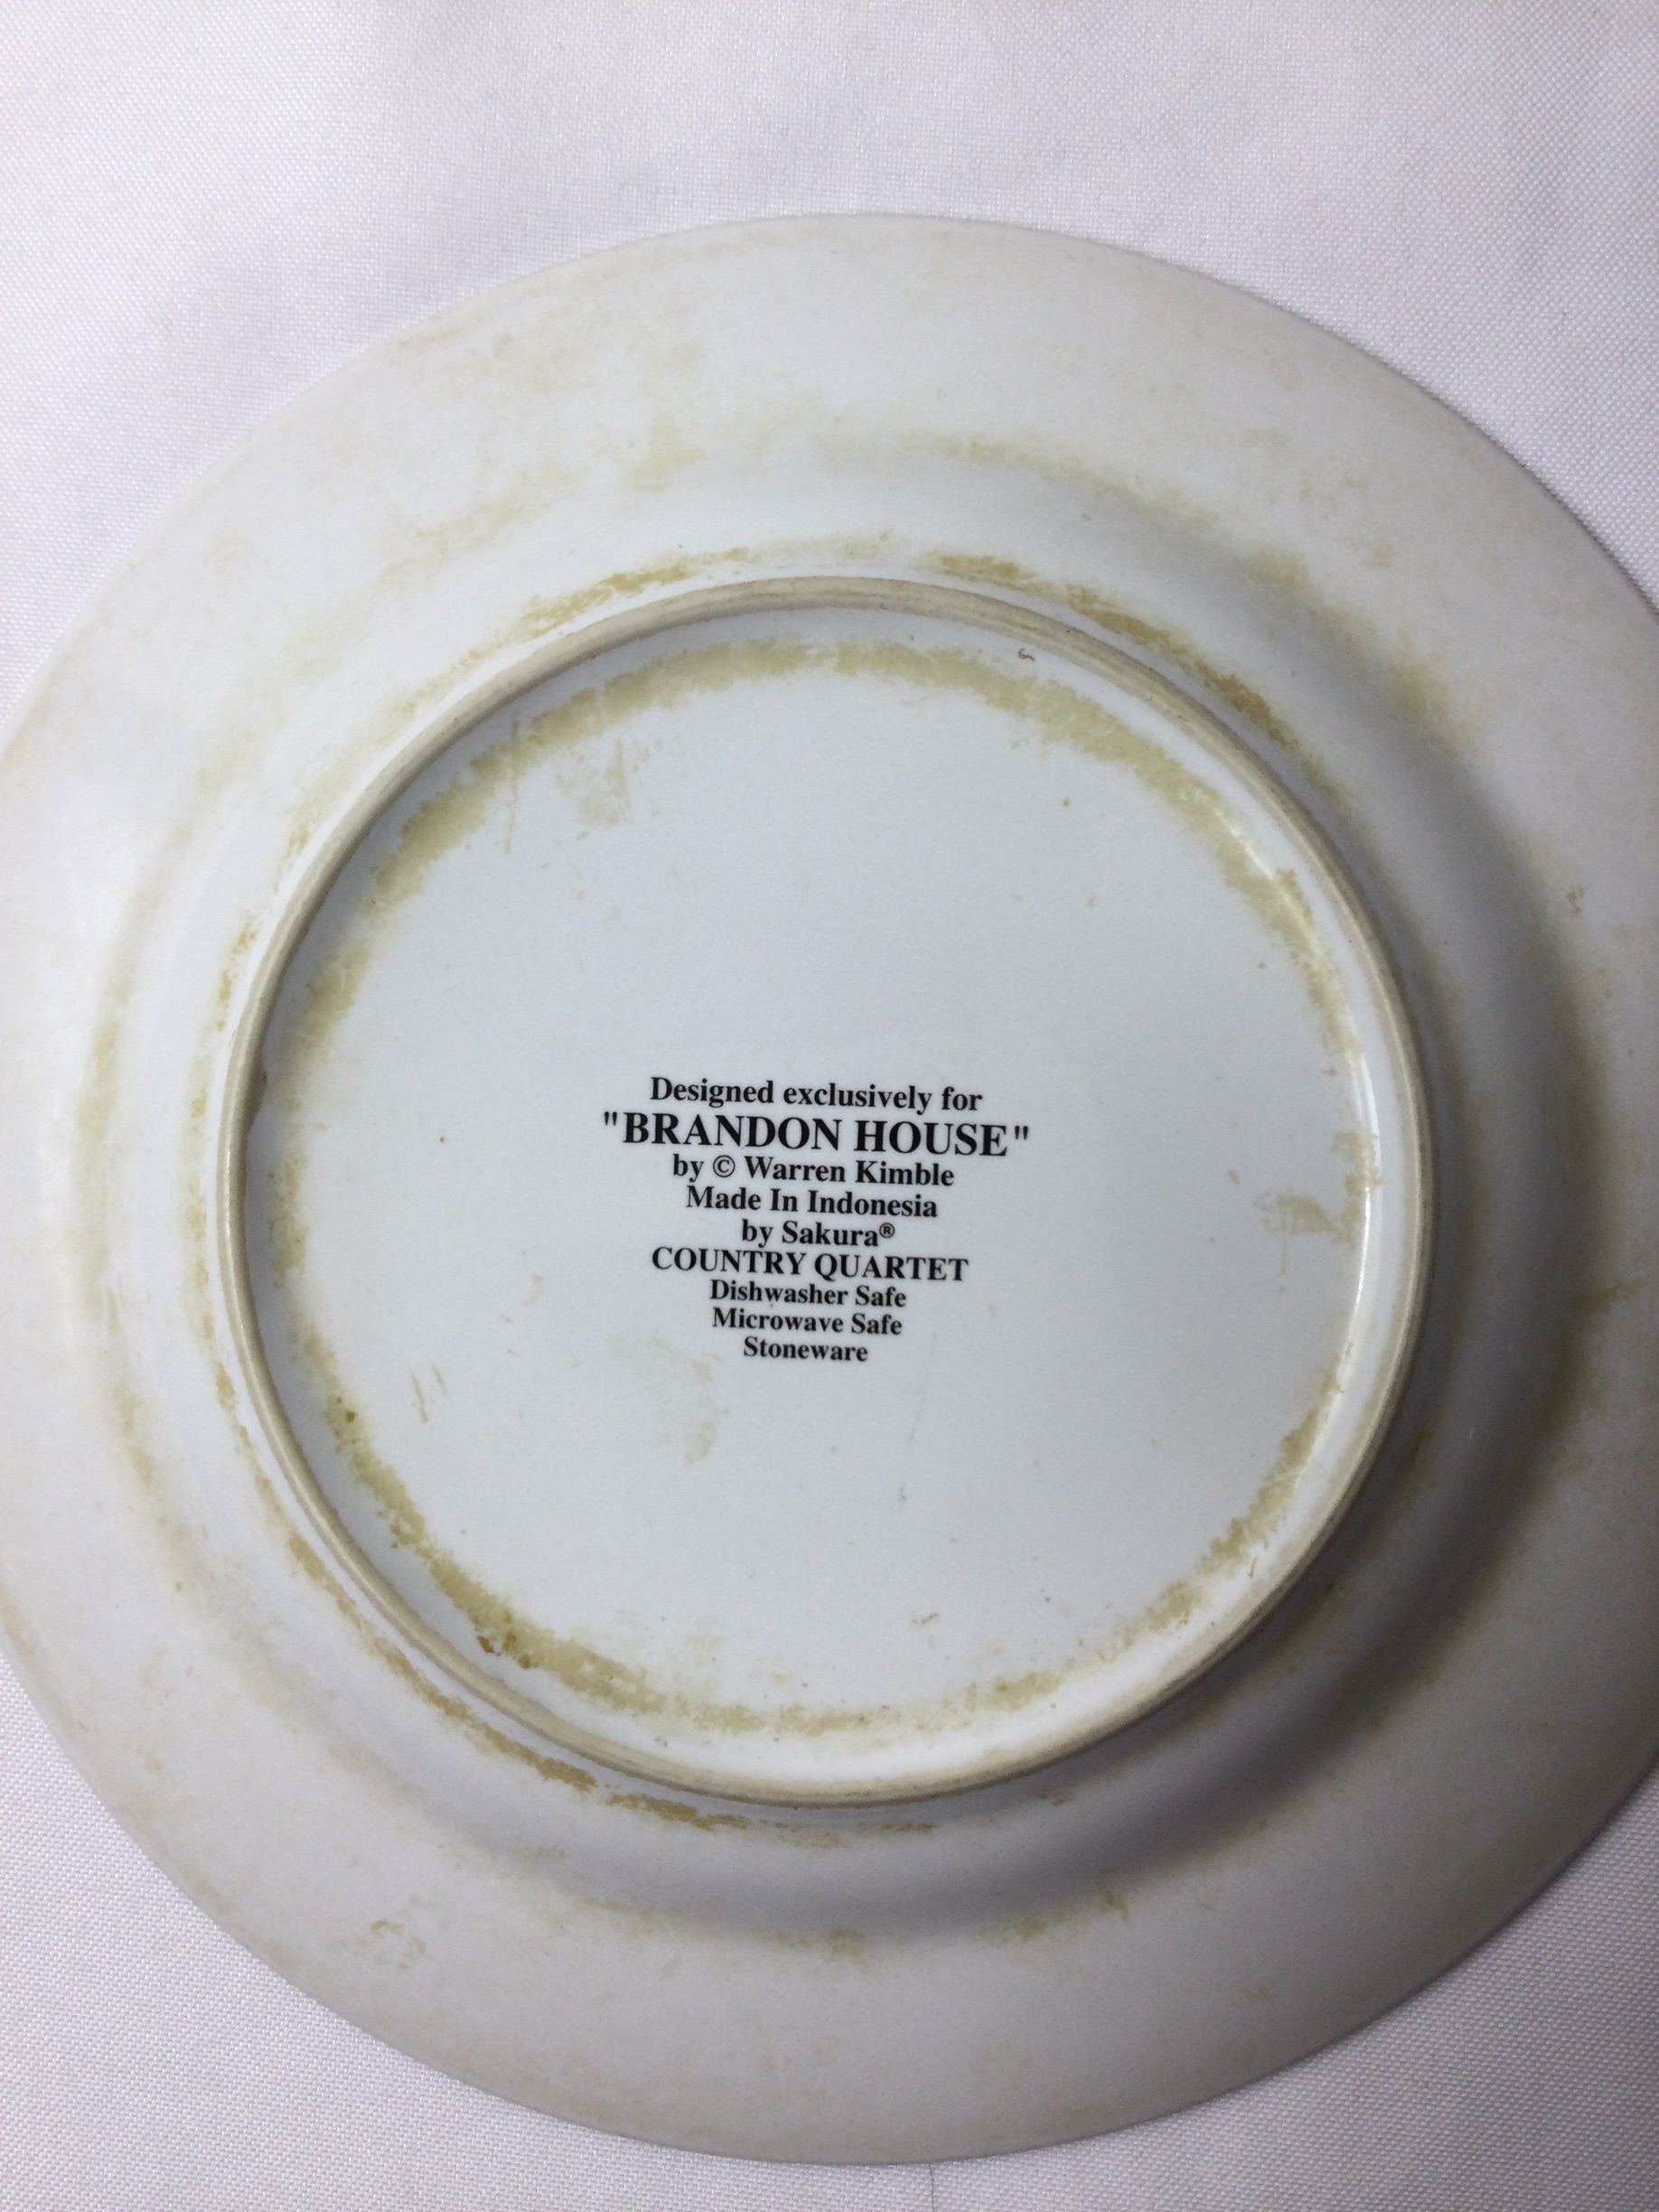 Designed exclusively for
"BRANDON HOUSE"
by © Warren Kimble
Made In Indonesia
by Sakura®
COUNTRY QUARTET
Dishwasher Safe
Microwave Safe
Stoneware